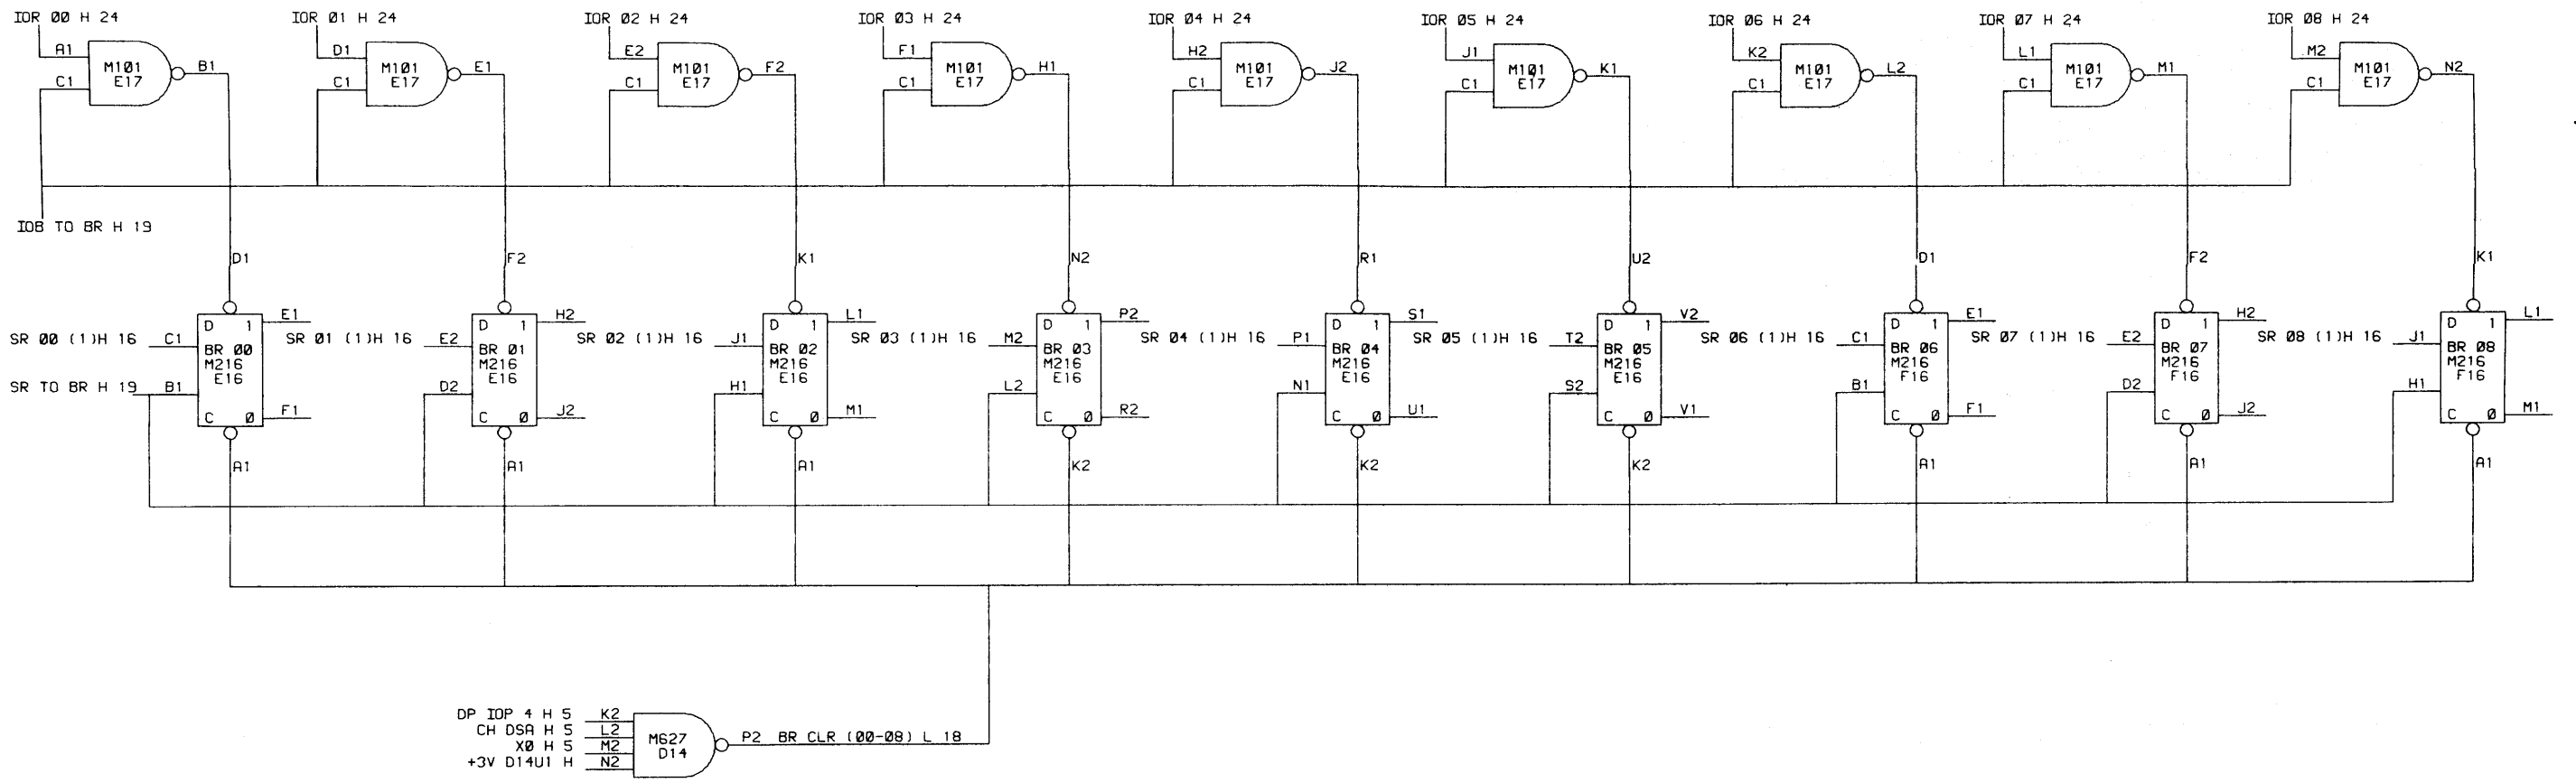 IOR 00 H 24 IOR 01 H 24 IOR 02 H 24 IOR 03 H 24 IOR 04 H 24 IOR 05 H 24 IOR 06 H 24 IOR 07 H 24 IOR 08 H 24
A1 D1 E2 F1 H2 J1 K2 L1 M2
M101 B1 M101 E1 M101 F2 M101 H1 M101 J2 M101 K1 M101 L2 M101 M1 M101 N2
C1 E17 C1 E17 C1 E17 C1 E17 C1 E17 C1 E17 C1 E17 C1 E17 C1 E17
IOB TO BR H 19
D1 F2 K1 N2 R1 U2 D1 F2 K1
D 1 E1 D 1 H2 D 1 L1 D 1 P2 D 1 S1 D 1 V2 D 1 E1 D 1 H2 D 1 L1
SR 00 (1)H 16 C1 SR 01 (1)H 16 E2 SR 02 (1)H 16 J1 SR 03 (1)H 16 M2 SR 04 (1)H 16 P1 SR 05 (1)H 16 T2 SR 06 (1)H 16 C1 SR 07 (1)H 16 E2 SR 08 (1)H 16 J1
BR 00 BR 01 BR 02 BR 03 BR 04 BR 05 BR 06 BR 07 BR 08
M216 M216 M216 M216 M216 M216 M216 M216 M216
E16 E16 E16 E16 E16 E16 F16 F16 F16
SR TO BR H 19 B1 D2 H1 L2 N1 S2 B1 D2 H1
C 0 F1 C 0 J2 C 0 M1 C 0 R2 C 0 U1 C 0 V1 C 0 F1 C 0 J2 C 0 M1
A1 A1 A1 K2 K2 K2 A1 A1 A1
DP IOP 4 H 5 K2
CH DSA H 5 L2
X0 H 5 M2
+3V D14U1 H N2
M627
D14
P2 BR CLR (00-08) L 18